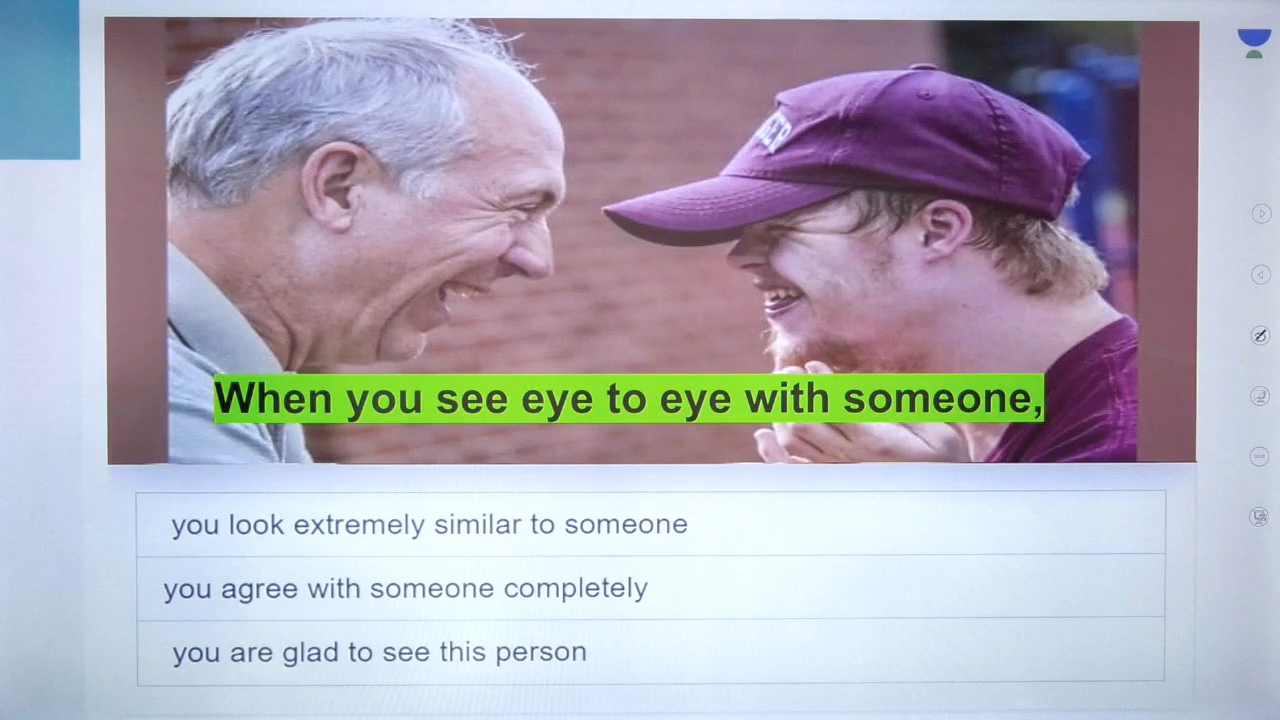 When you see eye to eye with someone,
you look extremely similar to someone
you agree with someone completely
you are glad to see this person